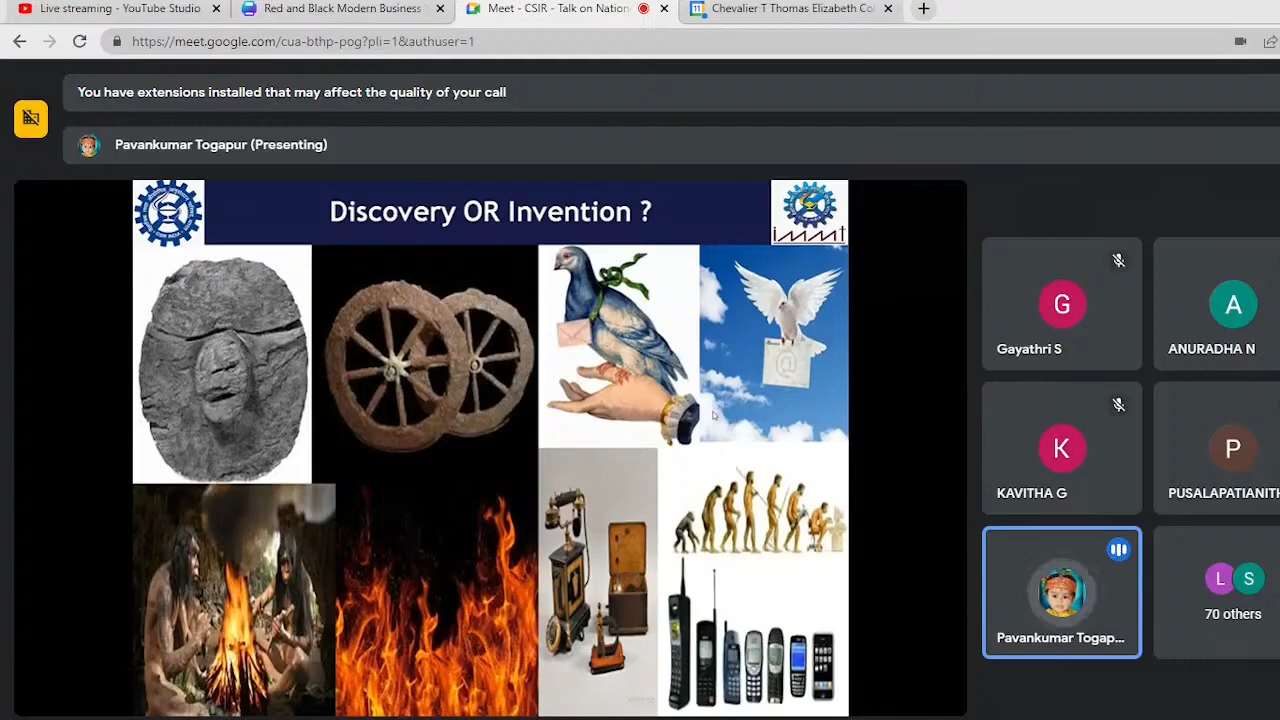 Live streaming - YouTube Studio
Red and Black Modern Business
Meet - CSIR - Talk on Nation
Chevalier T Thomas Elizabeth Col
https://meet.google.com/cua-bthp-pog?pli=1&authuser=1
You have extensions installed that may affect the quality of your call
Pavankumar Togapur (Presenting)
Discovery OR Invention ?
immt
@
G
Gayathri S
A
ANURADHA N
K
KAVITHA G
P
PUSALAPATIANITH
Pavankumar Togap...
L S
70 others